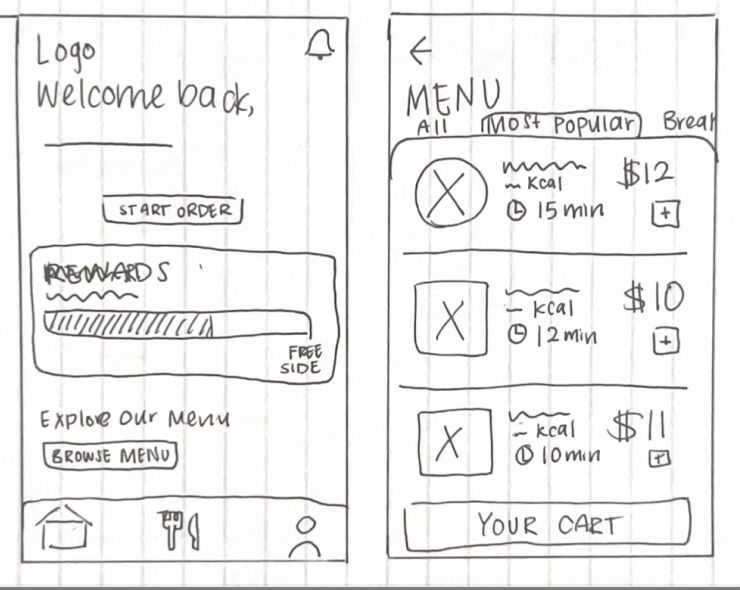 Logo
Welcome back,
START ORDER
REWARDS
FREE
SIDE
Explore Our Menu
BROWSE MENU
MENU
All Most Popular Break
$12
Kcal
15 min
+
$10
kcal
12 min
+
$11
kcal
10 min
+
YOUR CART